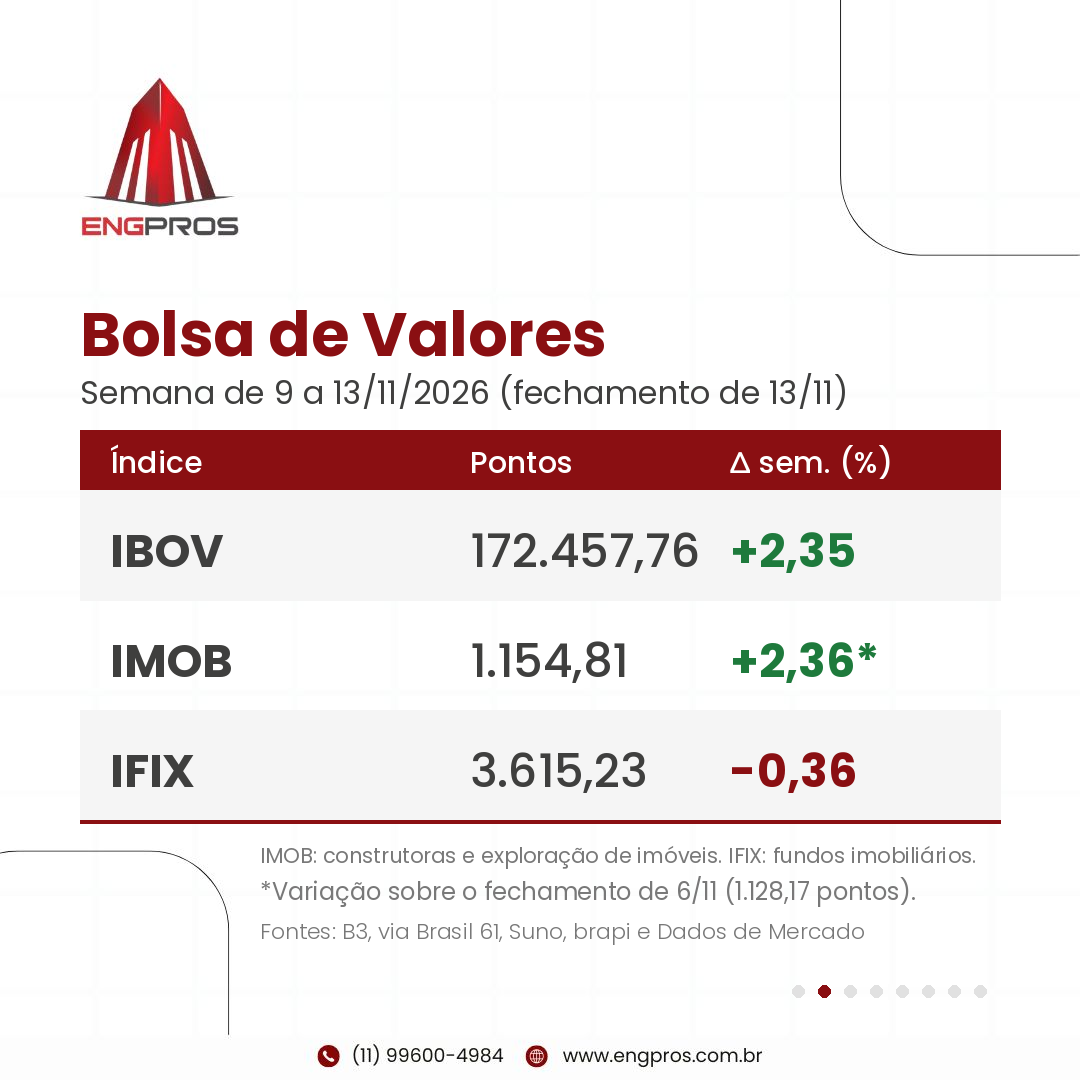 ENGPROS
Bolsa de Valores
Semana de 9 a 13/11/2026 (fechamento de 13/11)
Índice Pontos Δ sem. (%)
IBOV 172.457,76 +2,35
IMOB 1.154,81 +2,36*
IFIX 3.615,23 -0,36
IMOB: construtoras e exploração de imóveis. IFIX: fundos imobiliários.
*Variação sobre o fechamento de 6/11 (1.128,17 pontos).
Fontes: B3, via Brasil 61, Suno, brapi e Dados de Mercado
(11) 99600-4984 www.engpros.com.br